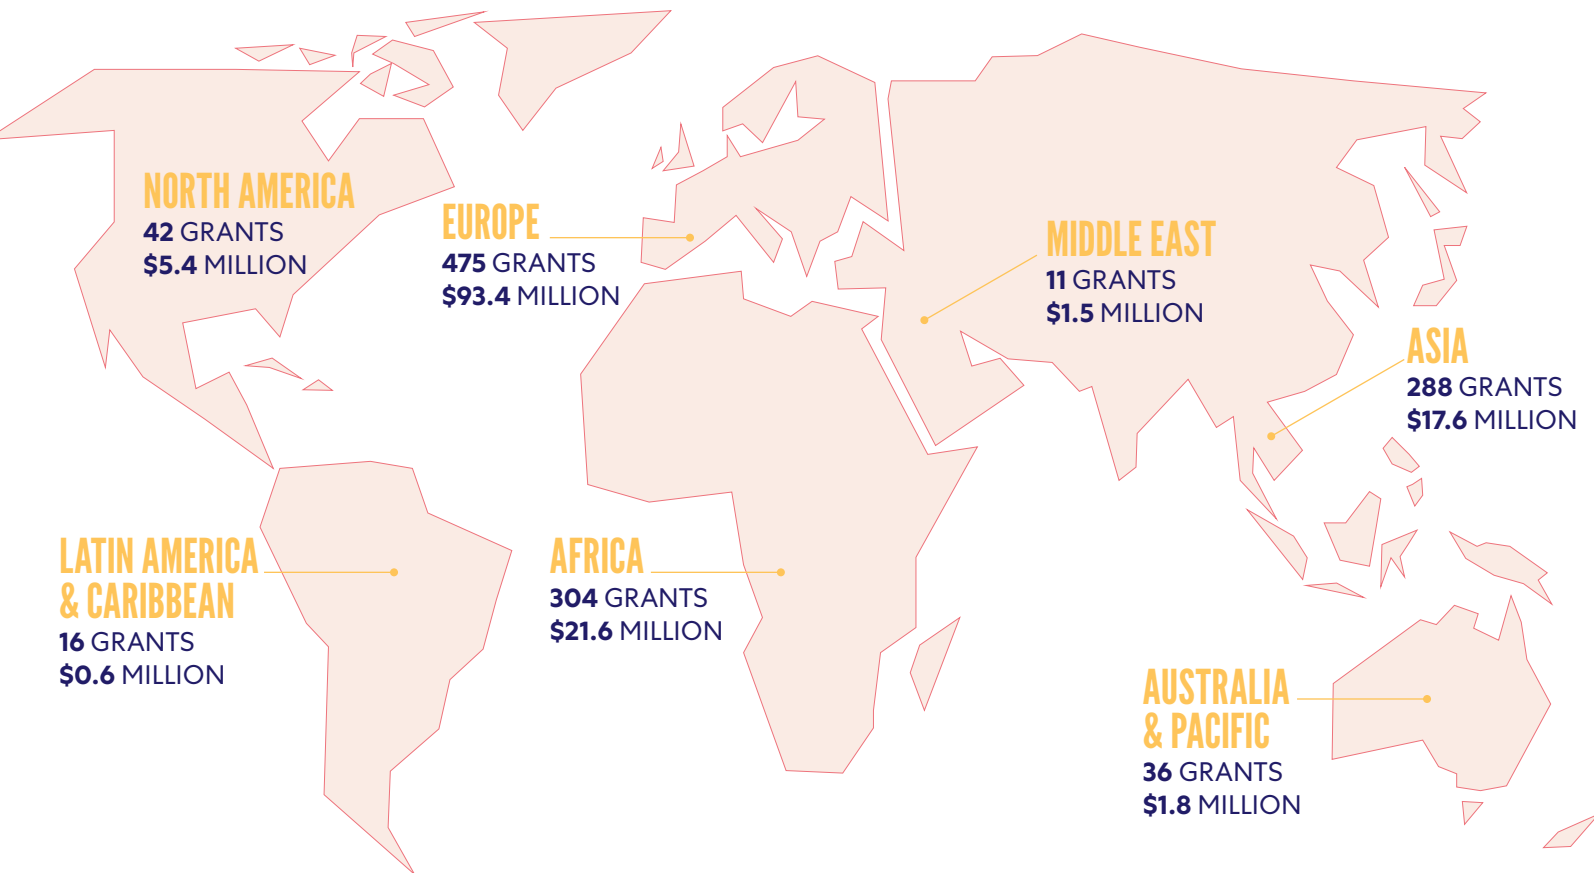 NORTH AMERICA
42 GRANTS
$5.4 MILLION
EUROPE
475 GRANTS
$93.4 MILLION
MIDDLE EAST
11 GRANTS
$1.5 MILLION
ASIA
288 GRANTS
$17.6 MILLION
LATIN AMERICA
& CARIBBEAN
16 GRANTS
$0.6 MILLION
AFRICA
304 GRANTS
$21.6 MILLION
AUSTRALIA
& PACIFIC
36 GRANTS
$1.8 MILLION